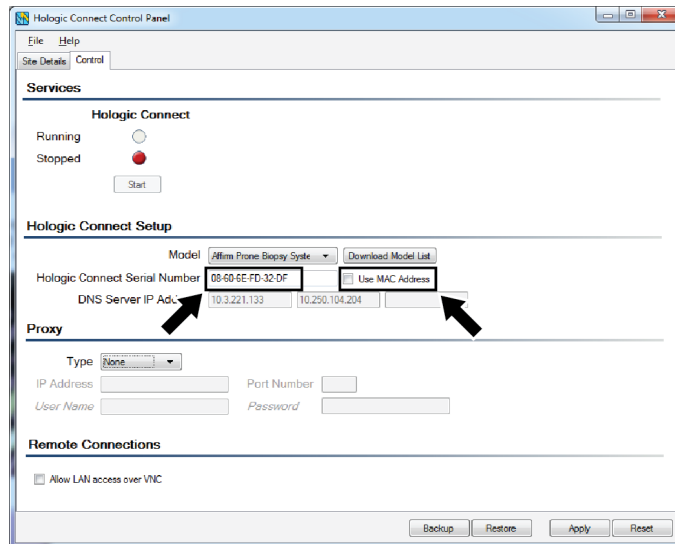 Hologic Connect Control Panel
File Help
Site Details Control
Services
Hologic Connect
Running
Stopped
Start
Hologic Connect Setup
Model Affirm Prone Biopsy Syste Download Model List
Hologic Connect Serial Number 08-60-6E-FD-32-DF Use MAC Address
DNS Server IP Add 10.3.221.133 10.250.104.204
Proxy
Type None
IP Address Port Number
User Name Password
Remote Connections
Allow LAN access over VNC
Backup Restore Apply Reset